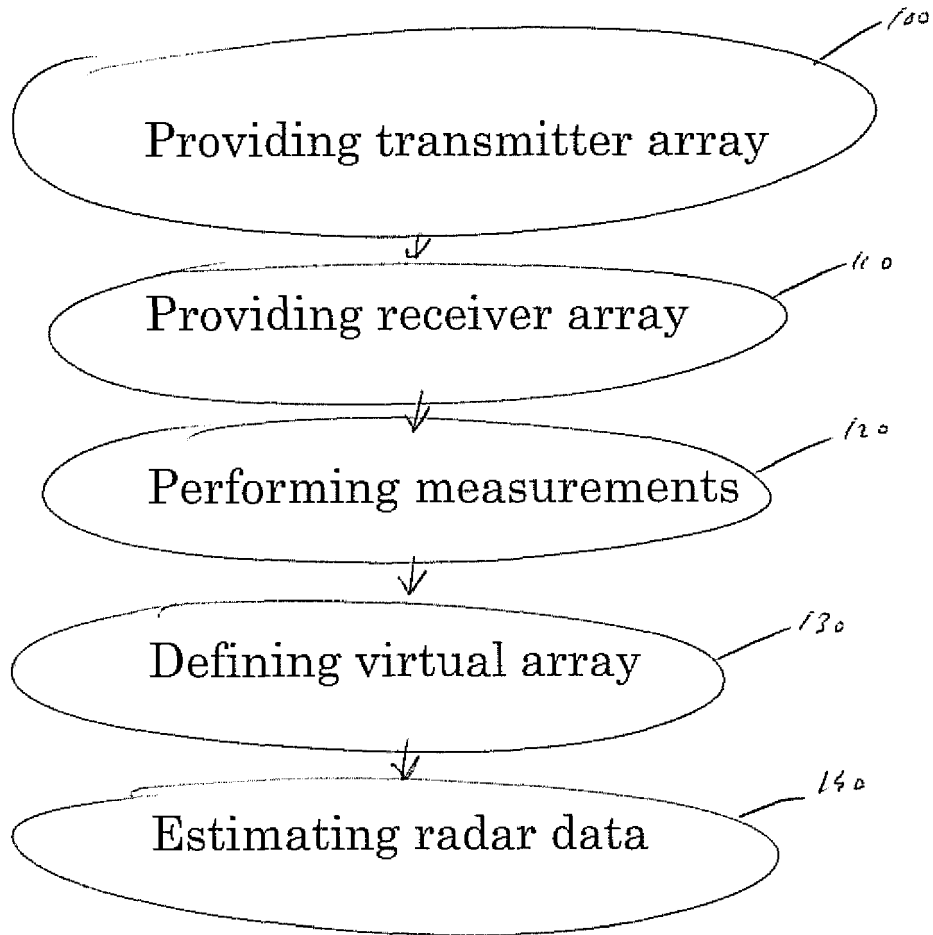 100
Providing transmitter array
110
Providing receiver array
120
Performing measurements
130
Defining virtual array
140
Estimating radar data